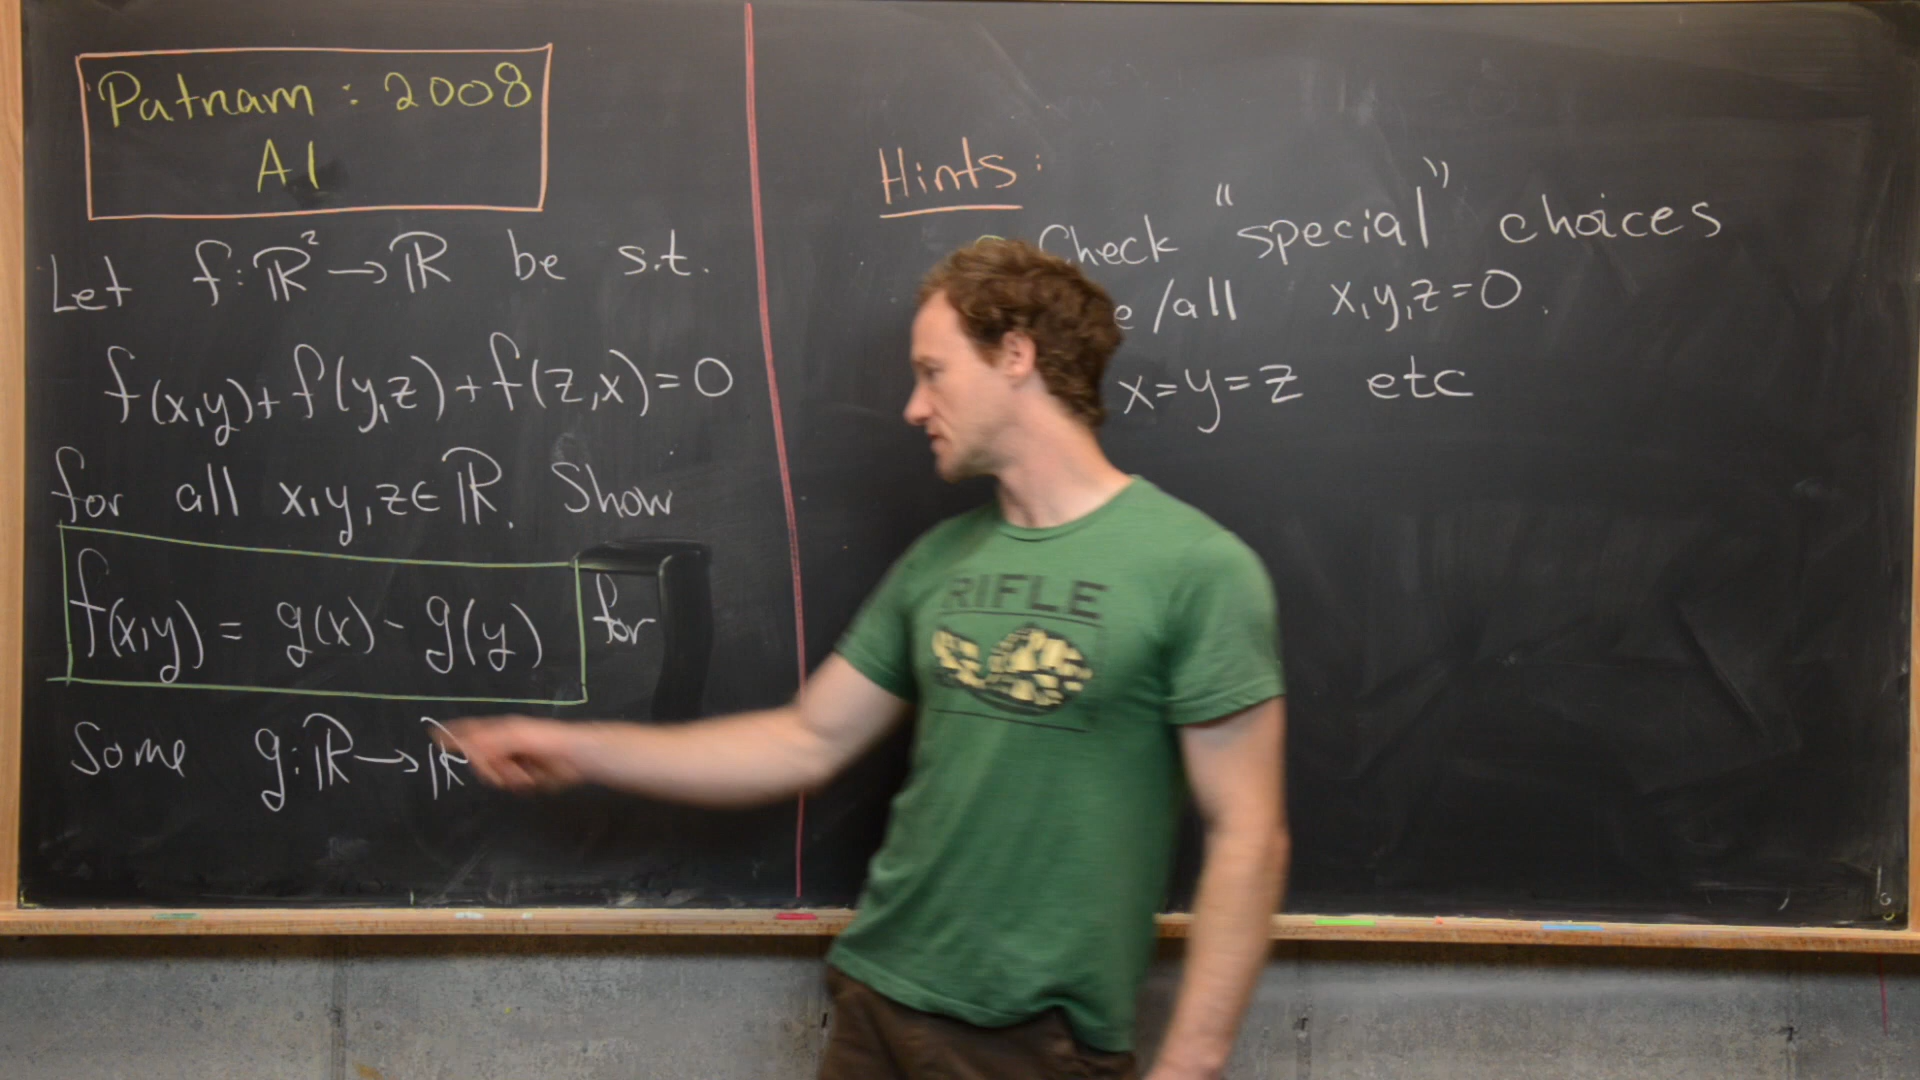 Putnam : 2008
A1
Let f: ℝ² → ℝ be s.t.
f(x,y) + f(y,z) + f(z,x) = 0
for all x,y,z ∈ ℝ. Show
f(x,y) = g(x) - g(y) for
Some g: ℝ → ℝ
Hints:
Check "special" choices
/all x,y,z = 0.
x=y=z etc
RIFLE